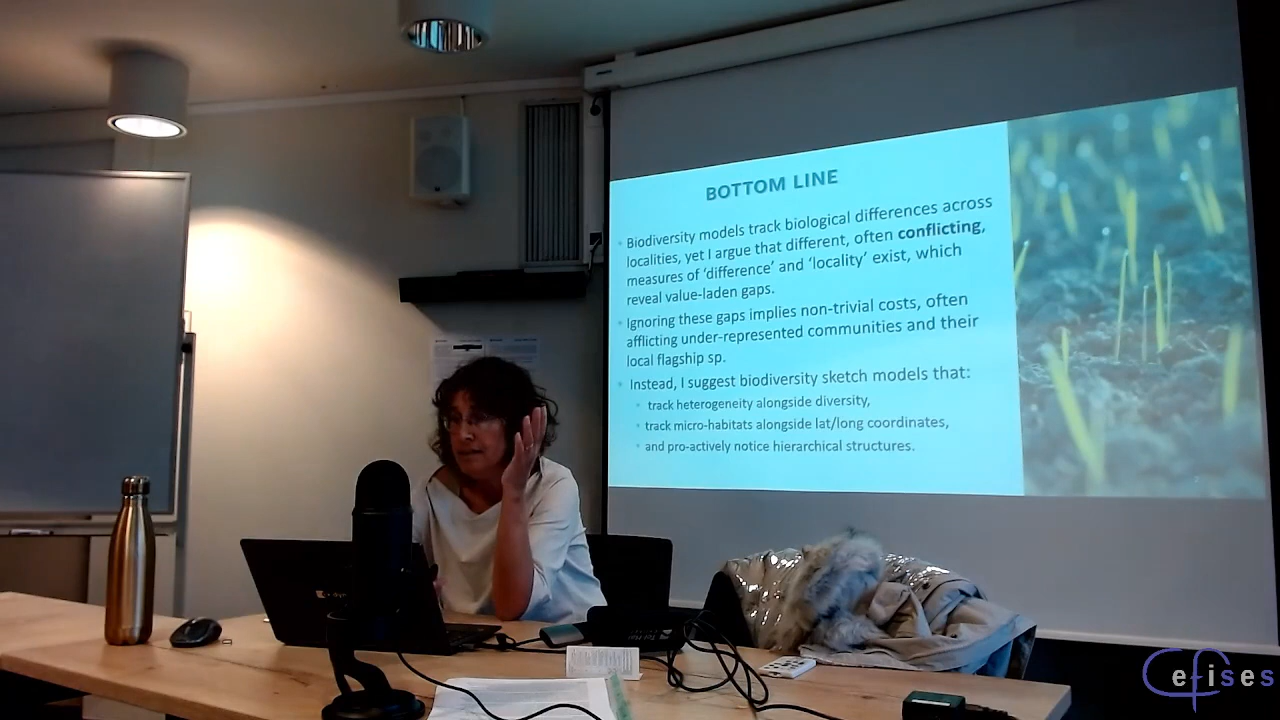 BOTTOM LINE
Biodiversity models track biological differences across
localities, yet I argue that different, often conflicting,
measures of ‘difference’ and ‘locality’ exist, which
reveal value-laden gaps.
Ignoring these gaps implies non-trivial costs, often
afflicting under-represented communities and their
local flagship sp.
Instead, I suggest biodiversity sketch models that:
track heterogeneity alongside diversity,
track micro-habitats alongside lat/long coordinates,
and pro-actively notice hierarchical structures.
Cefises